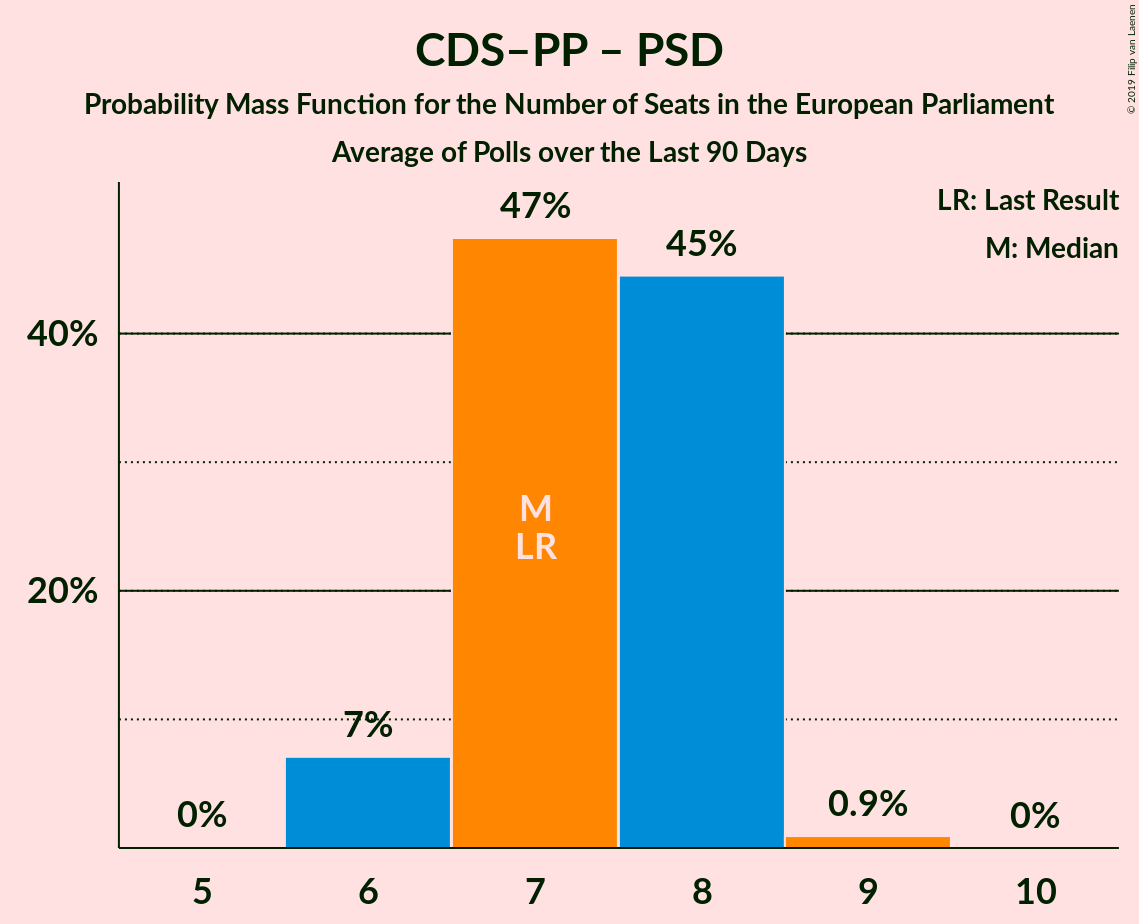 CDS–PP – PSD
Probability Mass Function for the Number of Seats in the European Parliament
Average of Polls over the Last 90 Days
© 2019 Filip van Laenen
LR: Last Result
M: Median
47%
45%
40%
M
LR
20%
7%
0%
0.9%
0%
5 6 7 8 9 10